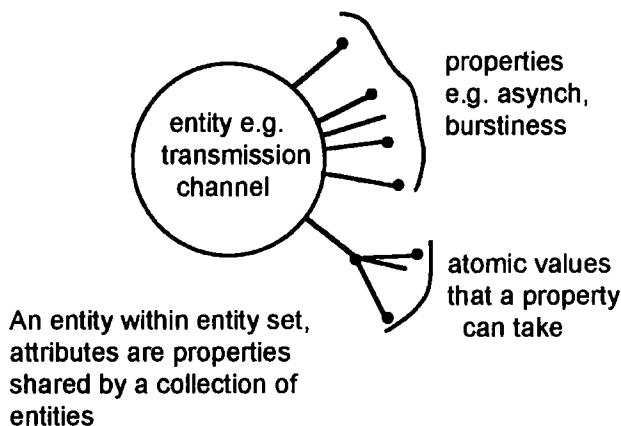 properties
e.g. asynch,
burstiness
entity e.g.
transmission
channel
atomic values
that a property
can take
An entity within entity set,
attributes are properties
shared by a collection of
entities